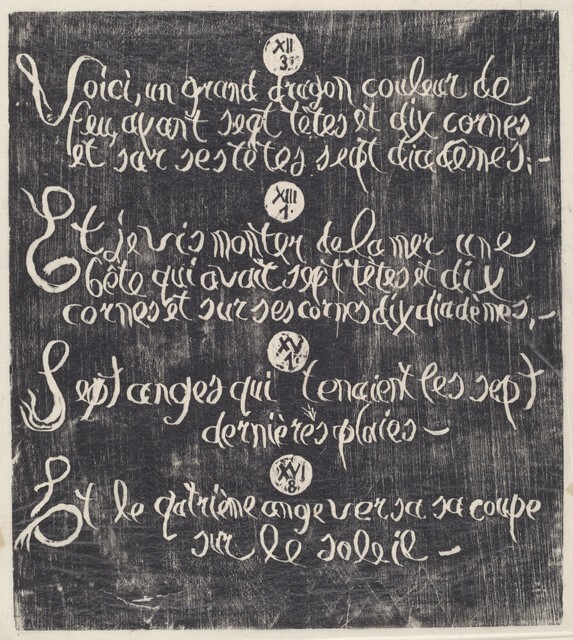 XII
3.
Voici, un grand dragon couleur de
feu, ayant sept têtes et dix cornes
et sur ses têtes sept diadèmes;-
XIII
1.
Et je vis monter de la mer une
bête qui avait sept têtes et dix
cornes et sur ses cornes dix diadèmes,-
XV
Sept anges qui tenaient les sept
dernières plaies -
XVI
8.
Et le qatrième ange versa sa coupe
sur le soleil -